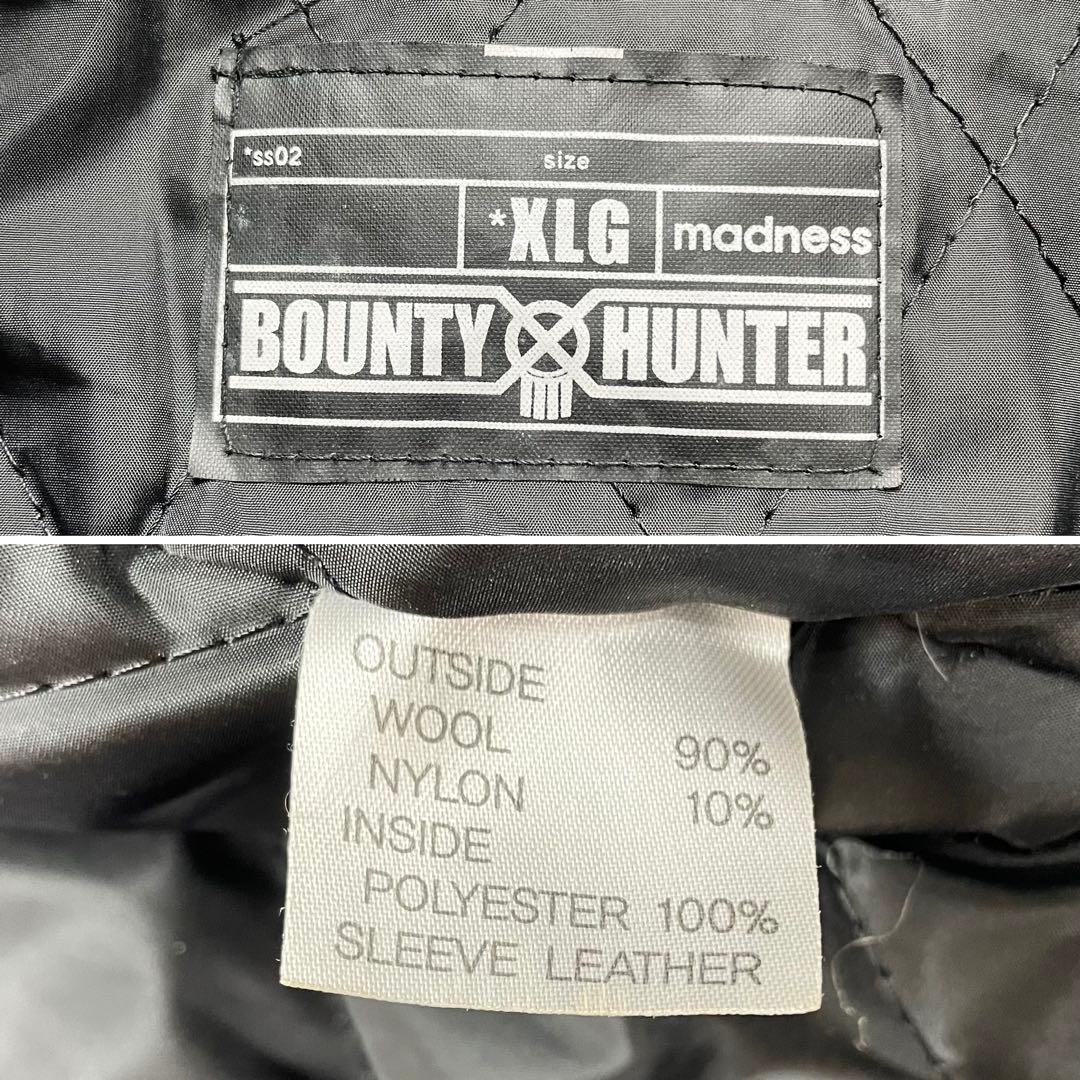 *ss02 size
*XLG madness
BOUNTY HUNTER
OUTSIDE
WOOL 90%
NYLON 10%
INSIDE
POLYESTER 100%
SLEEVE LEATHER